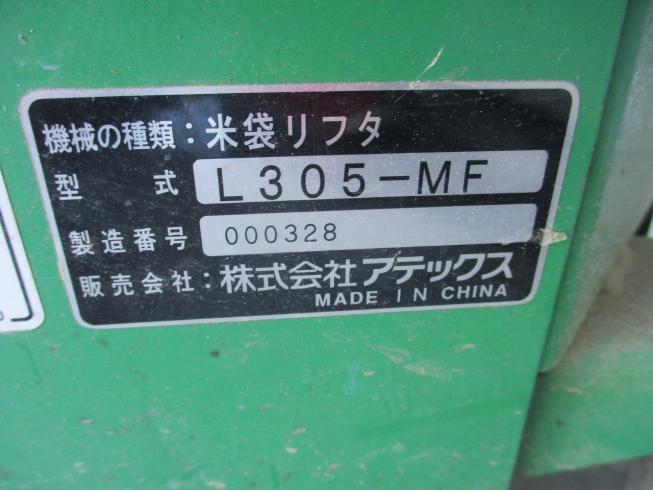 機械の種類：米袋リフタ
型式 L305-MF
製造番号 000328
販売会社：株式会社アテックス
MADE IN CHINA